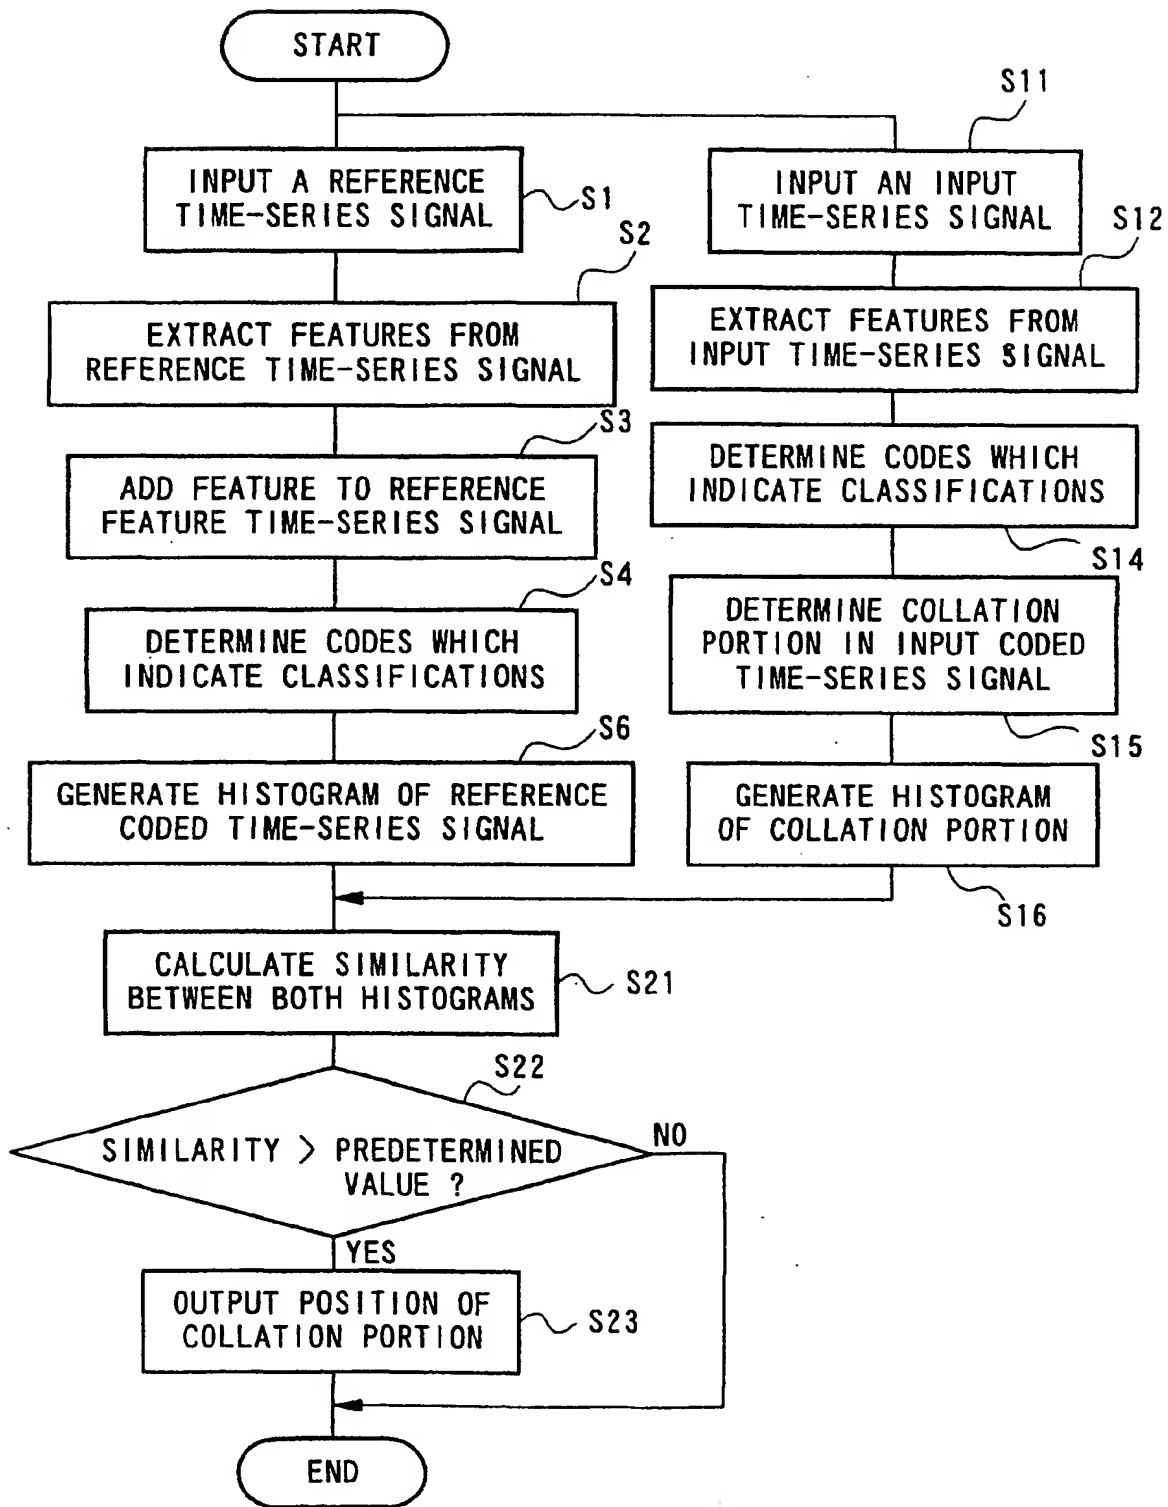 START
INPUT A REFERENCE
TIME-SERIES SIGNAL
S1
S2
EXTRACT FEATURES FROM
REFERENCE TIME-SERIES SIGNAL
S3
ADD FEATURE TO REFERENCE
FEATURE TIME-SERIES SIGNAL
S4
DETERMINE CODES WHICH
INDICATE CLASSIFICATIONS
S6
GENERATE HISTOGRAM OF REFERENCE
CODED TIME-SERIES SIGNAL
S11
INPUT AN INPUT
TIME-SERIES SIGNAL
S12
EXTRACT FEATURES FROM
INPUT TIME-SERIES SIGNAL
DETERMINE CODES WHICH
INDICATE CLASSIFICATIONS
S14
DETERMINE COLLATION
PORTION IN INPUT CODED
TIME-SERIES SIGNAL
S15
GENERATE HISTOGRAM
OF COLLATION PORTION
S16
CALCULATE SIMILARITY
BETWEEN BOTH HISTOGRAMS
S21
S22
SIMILARITY > PREDETERMINED
VALUE ?
NO
YES
OUTPUT POSITION OF
COLLATION PORTION
S23
END